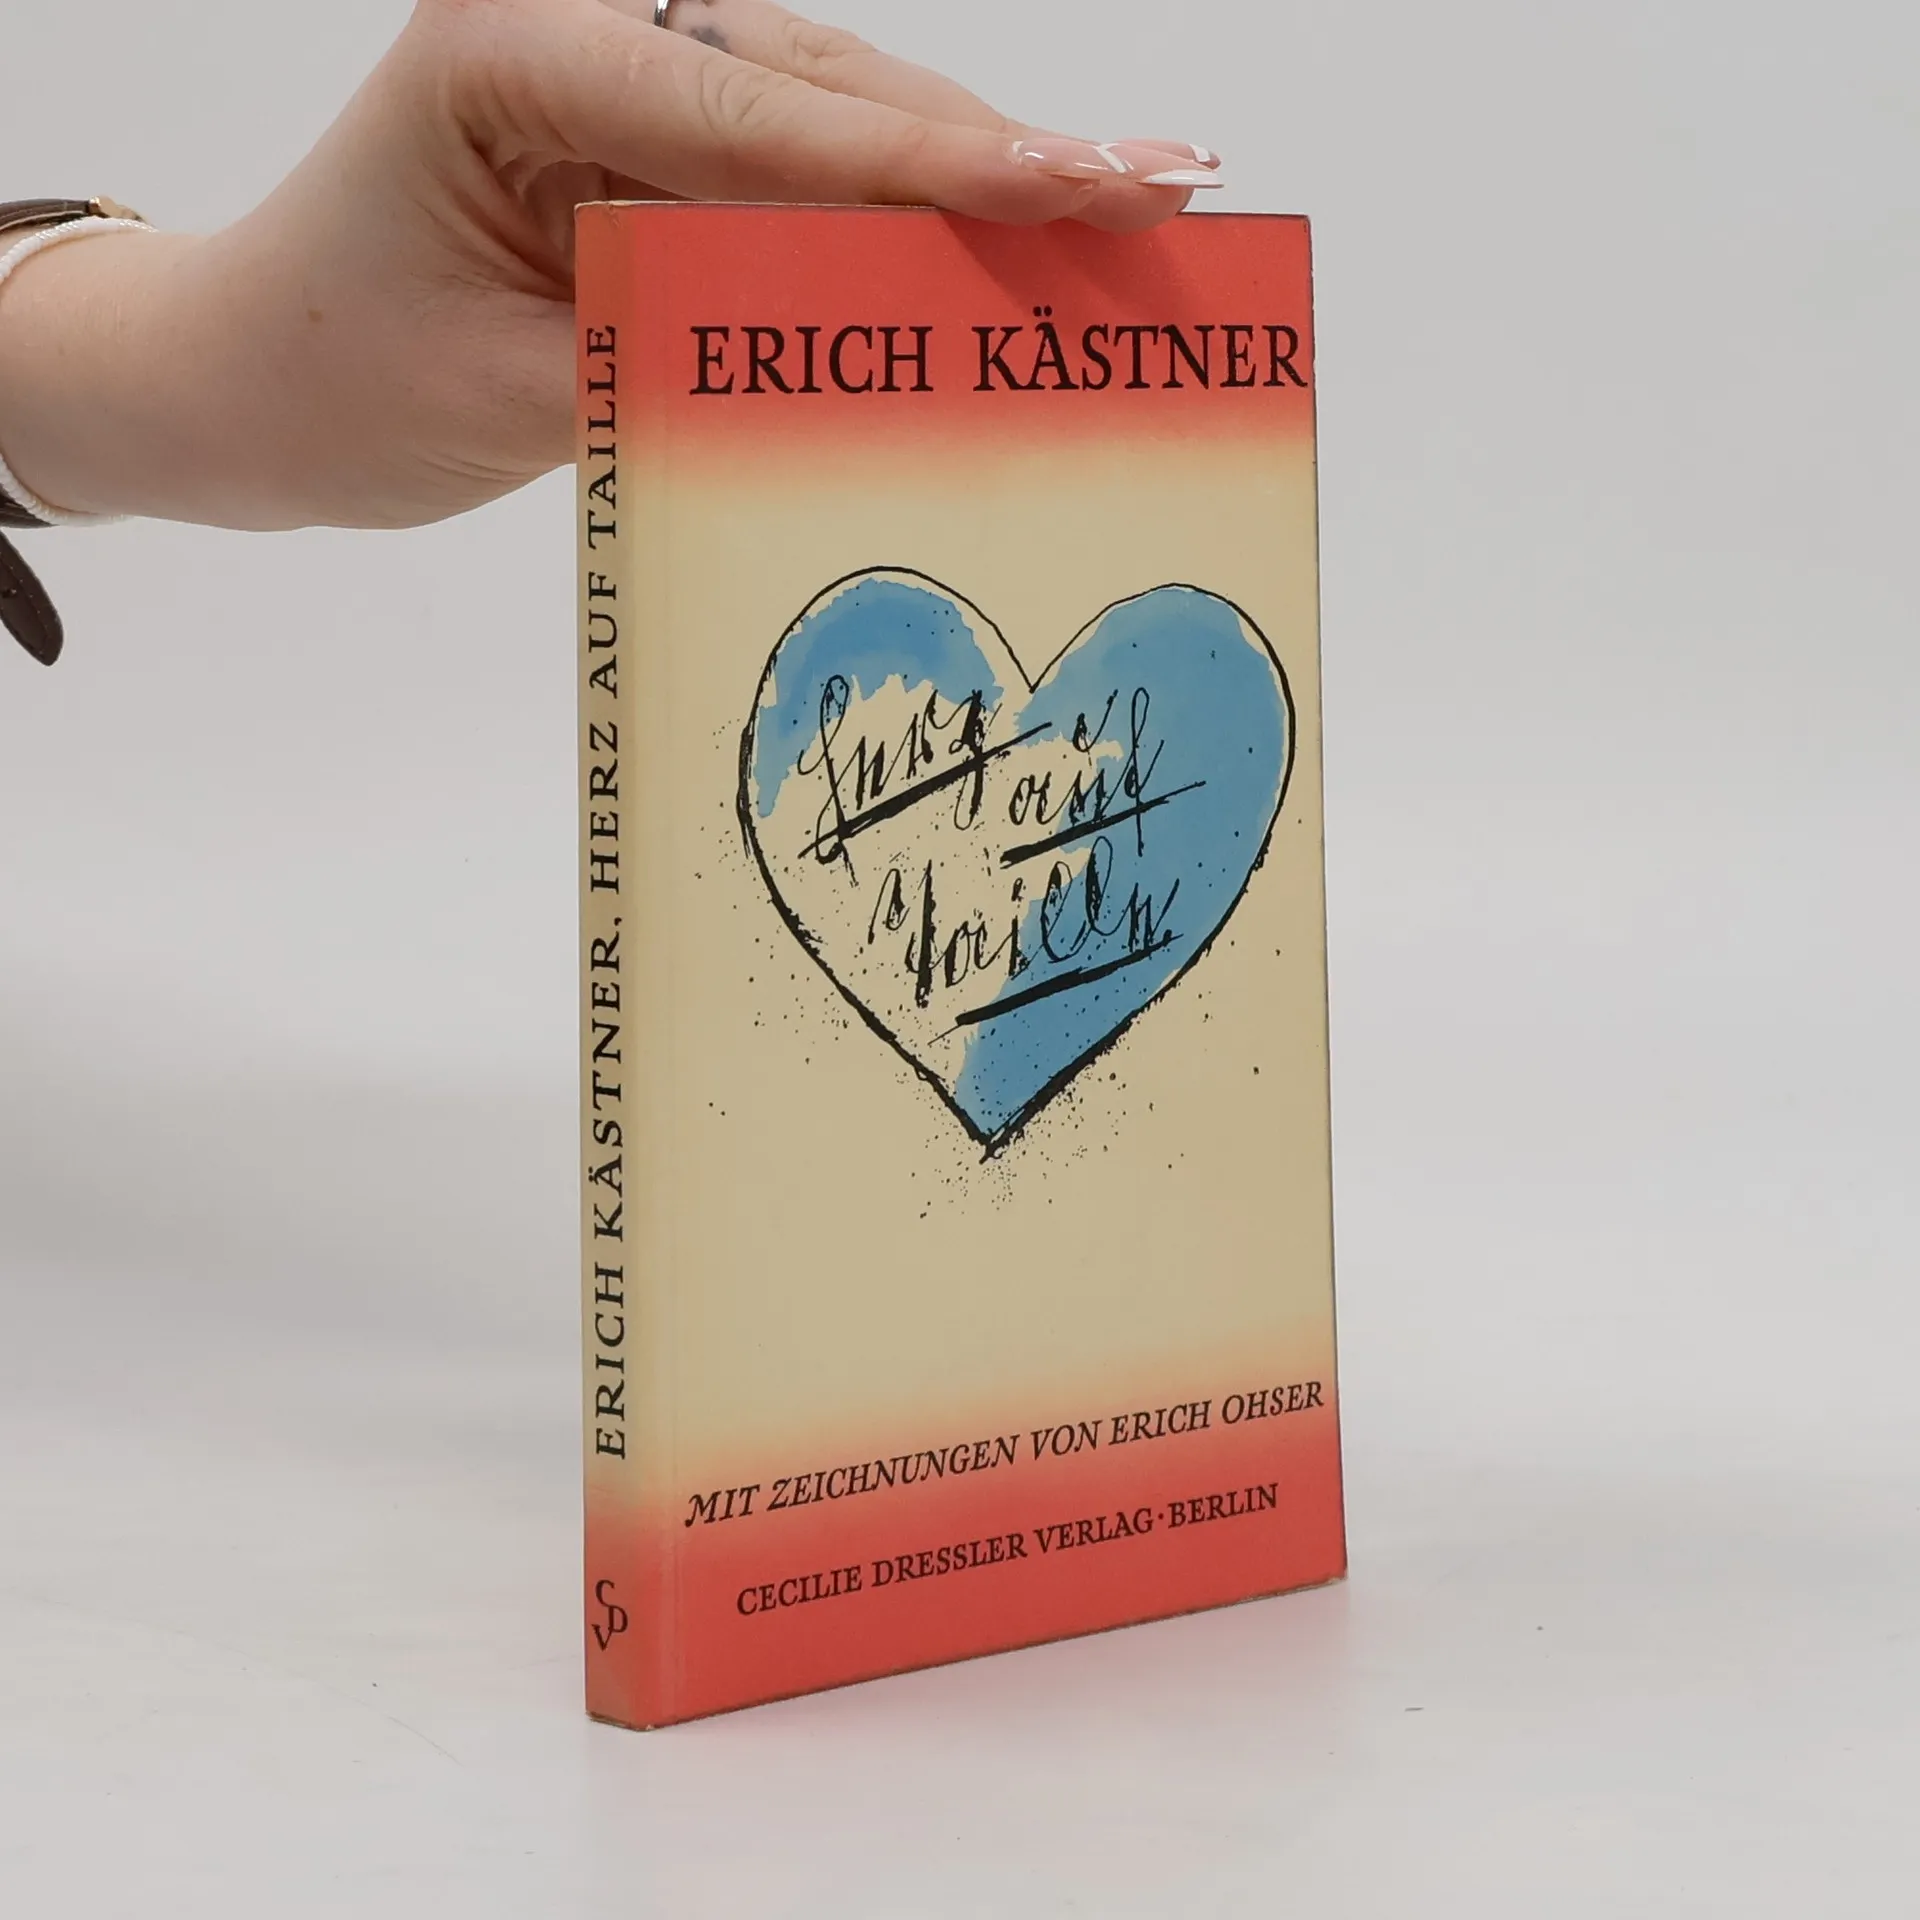 ERICH KÄSTNER
Herz
auf
Taille
MIT ZEICHNUNGEN VON ERICH OHSER
CECILIE DRESSLER VERLAG·BERLIN
ERICH KÄSTNER, HERZ AUF TAILLE
CDV